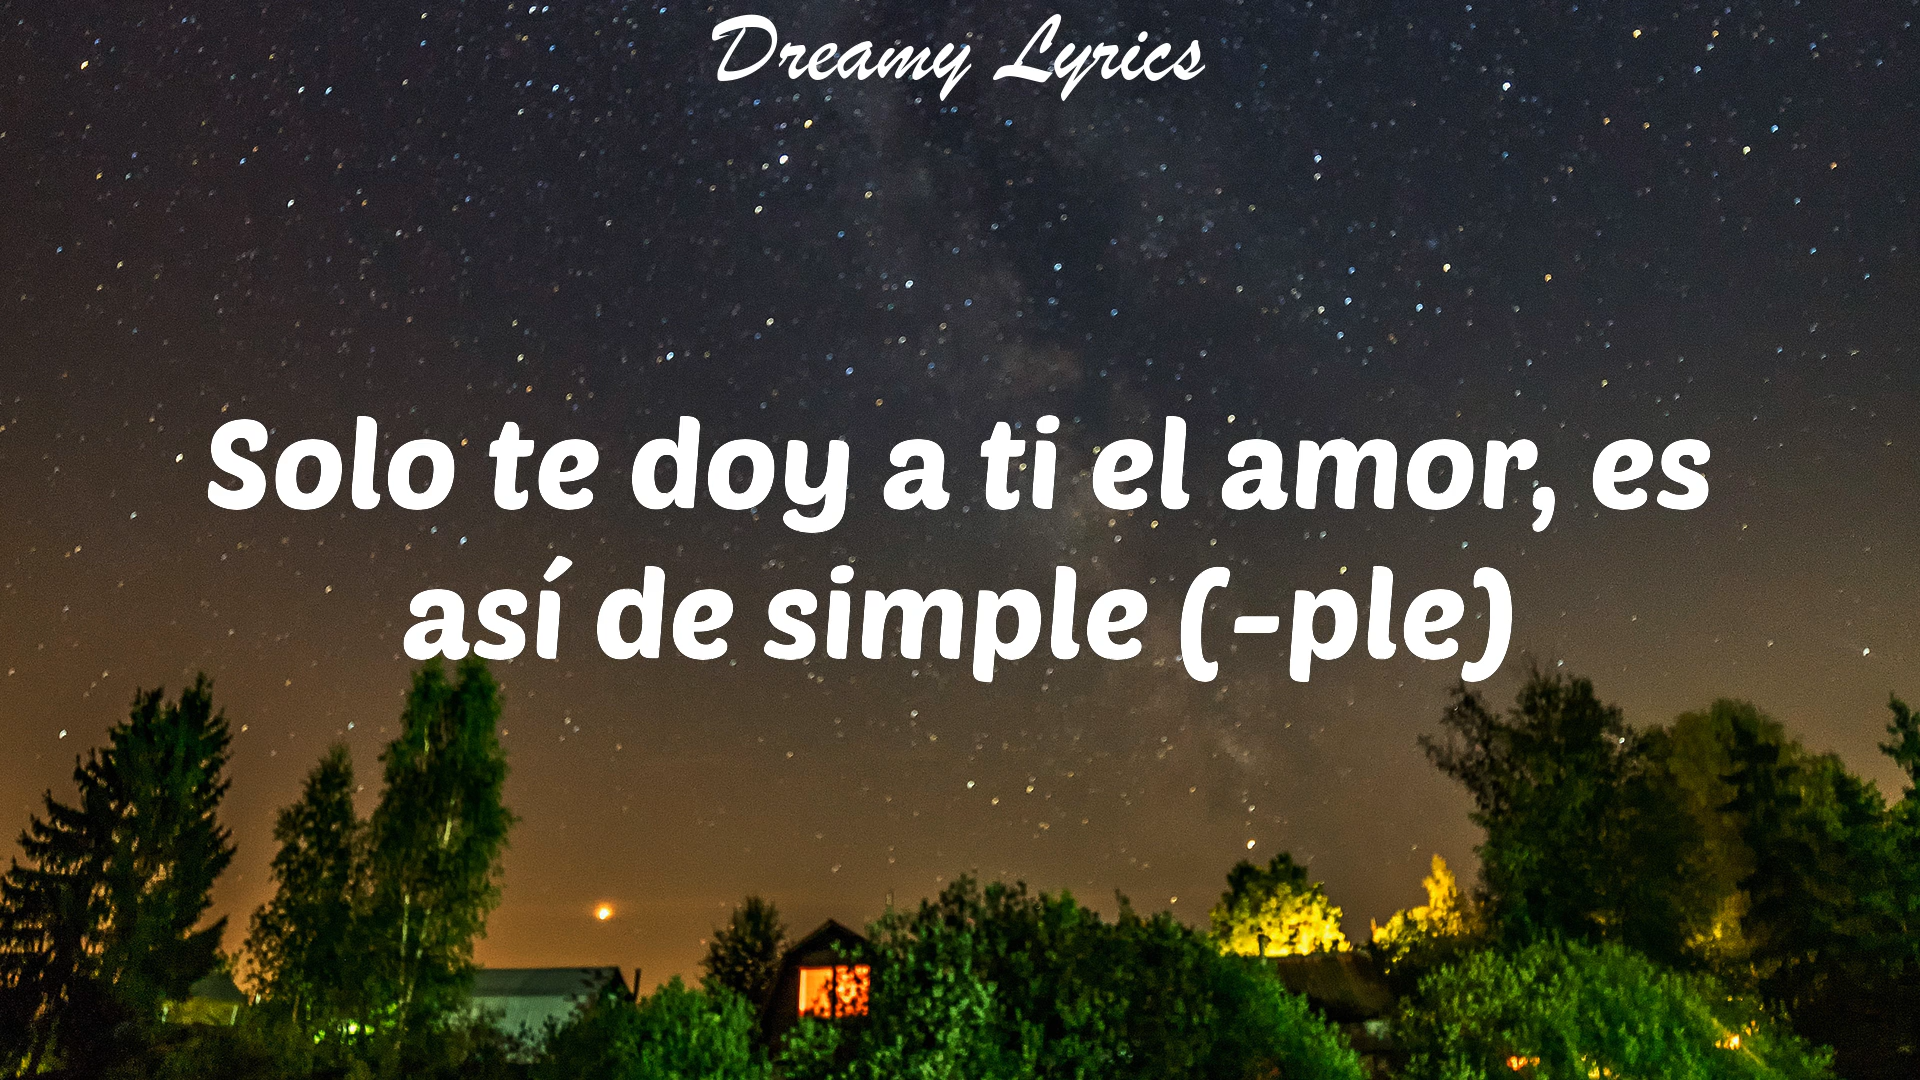 Dreamy Lyrics
Solo te doy a ti el amor, es
así de simple (-ple)